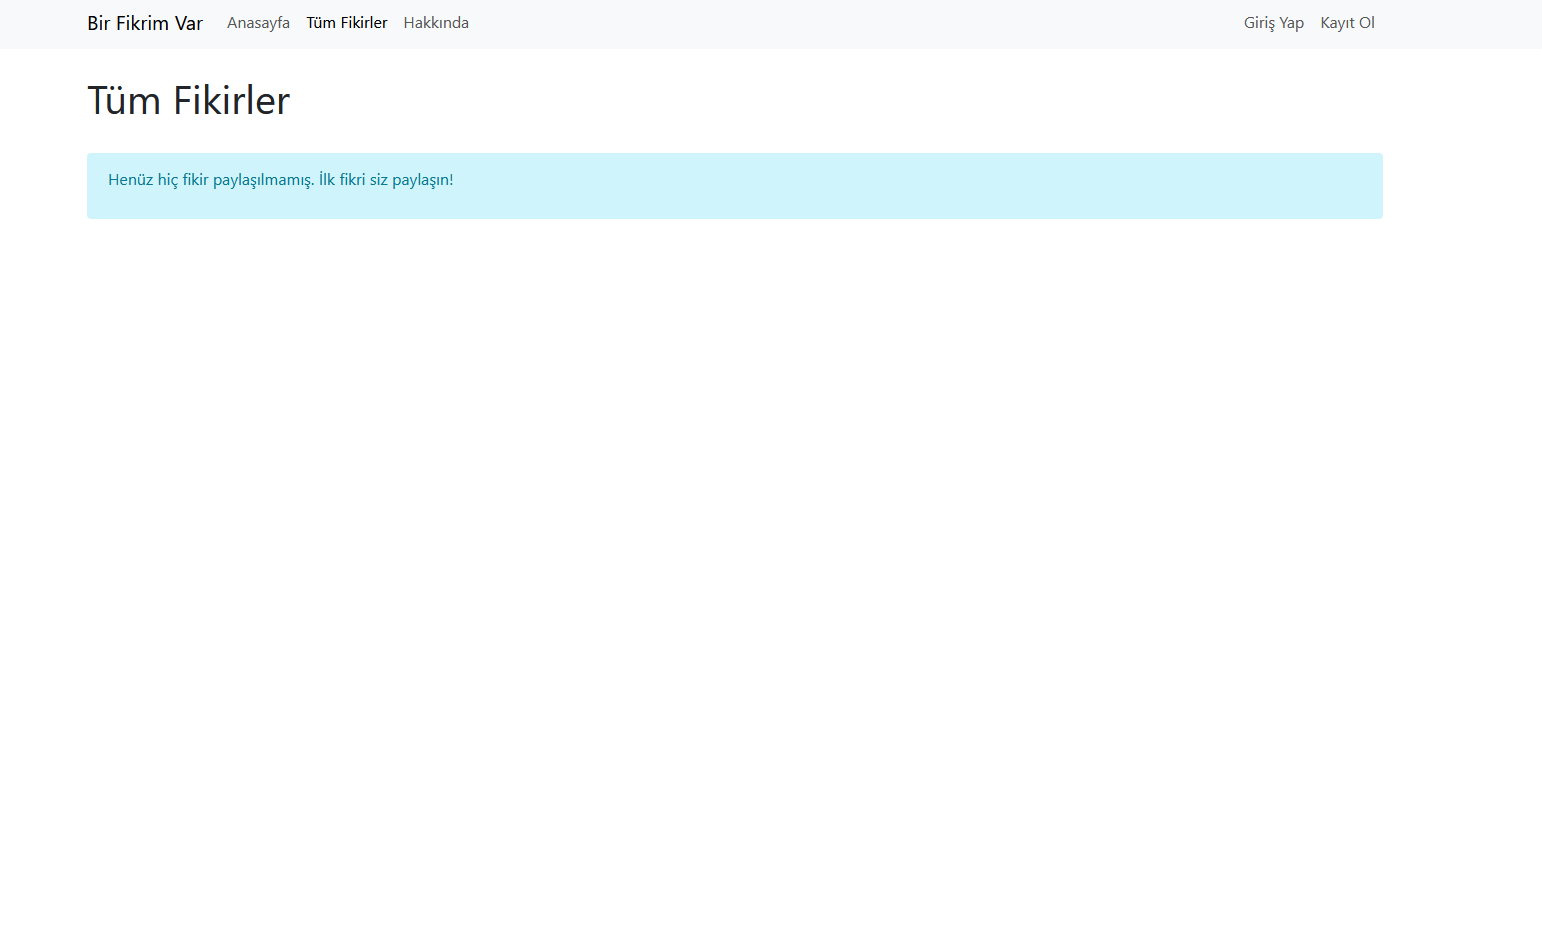 Bir Fikrim Var Anasayfa Tüm Fikirler Hakkında Giriş Yap Kayıt Ol
Tüm Fikirler
Henüz hiç fikir paylaşılmamış. İlk fikri siz paylaşın!